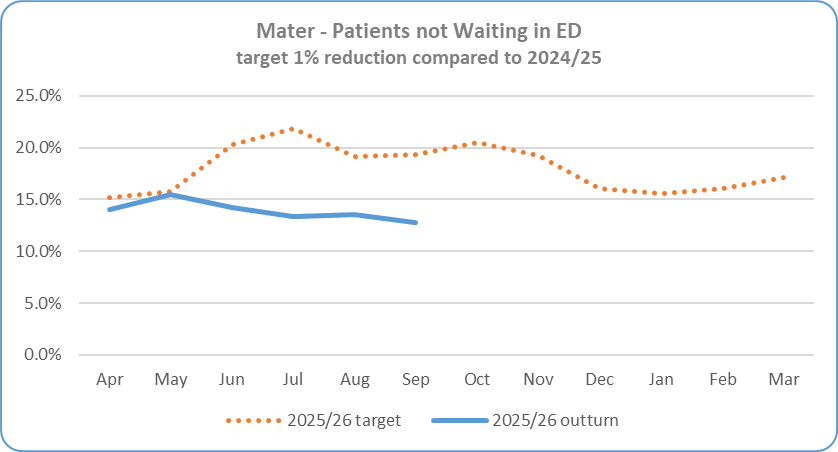 Mater - Patients not Waiting in ED
target 1% reduction compared to 2024/25
25.0%
20.0%
15.0%
10.0%
5.0%
0.0%
Apr May Jun Jul Aug Sep Oct Nov Dec Jan Feb Mar
2025/26 target 2025/26 outturn